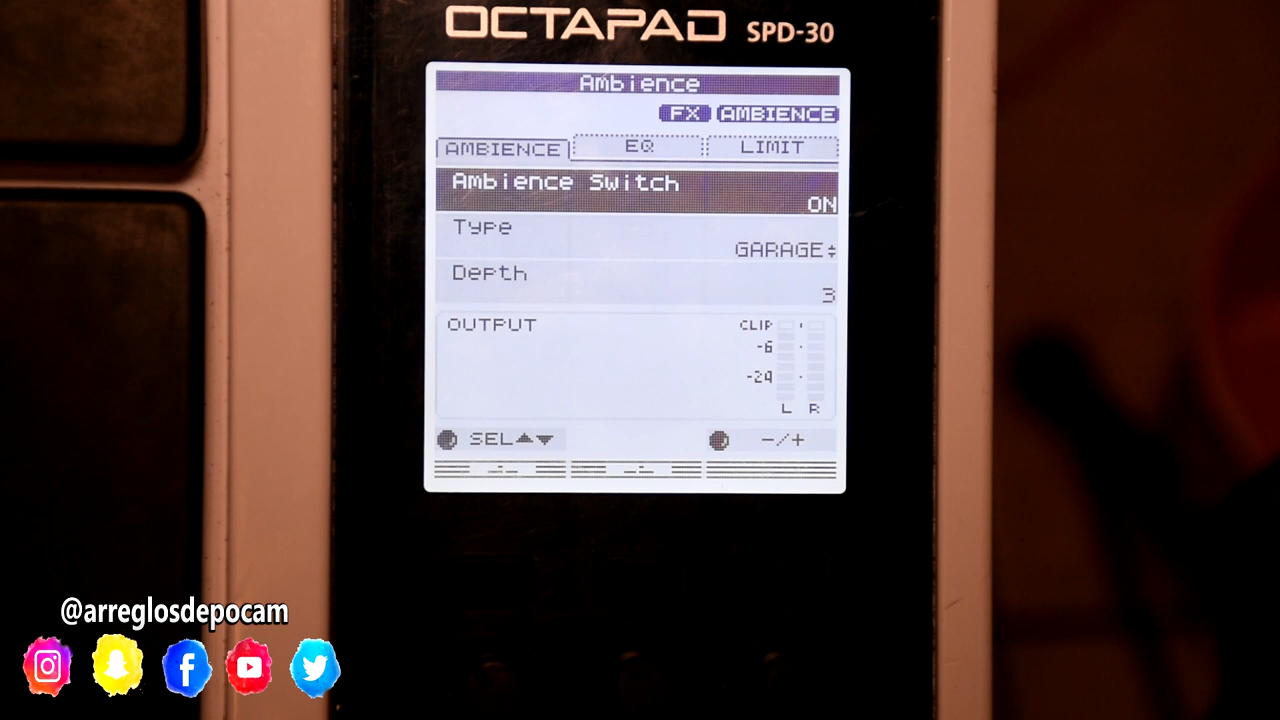 OCTAPAD SPD-30
Ambience
FX AMBIENCE
AMBIENCE EQ LIMIT
Ambience Switch
ON
Type
GARAGE
Depth
3
OUTPUT CLIP
-6
-24
L R
SEL▲▼ -/+
@arreglosdepocam